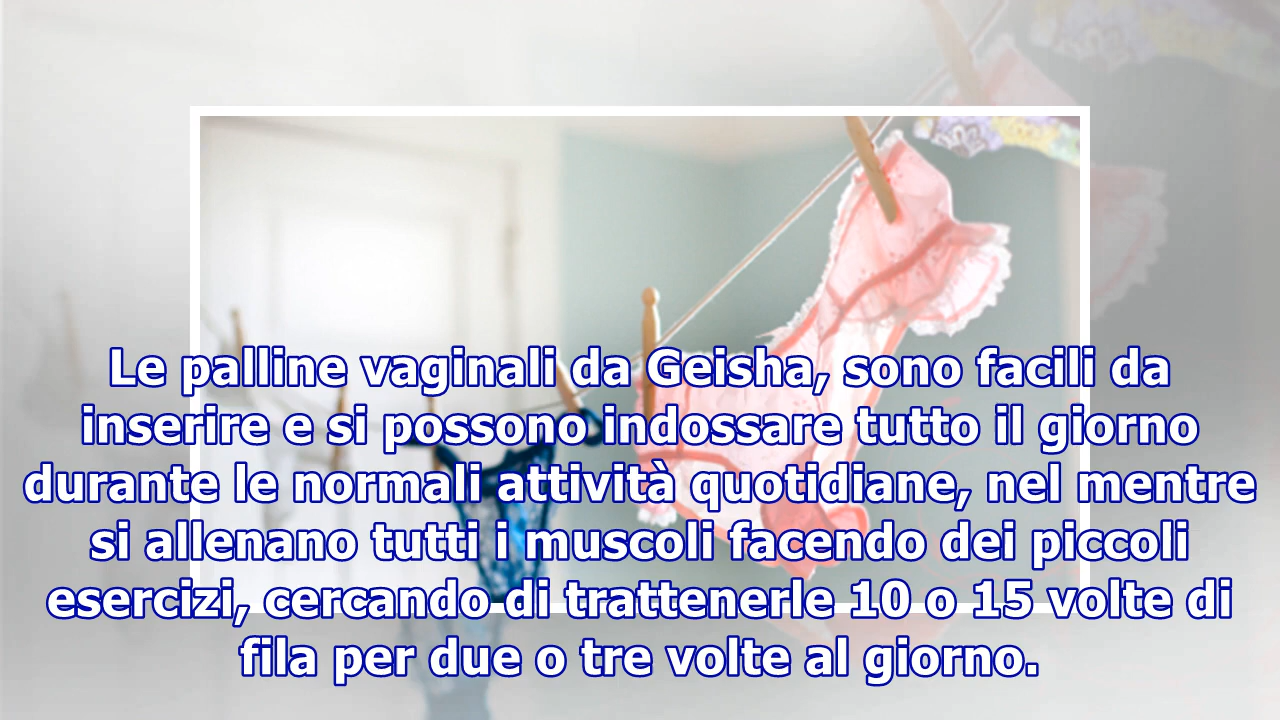 Le palline vaginali da Geisha, sono facili da
inserire e si possono indossare tutto il giorno
durante le normali attività quotidiane, nel mentre
si allenano tutti i muscoli facendo dei piccoli
esercizi, cercando di trattenerle 10 o 15 volte di
fila per due o tre volte al giorno.